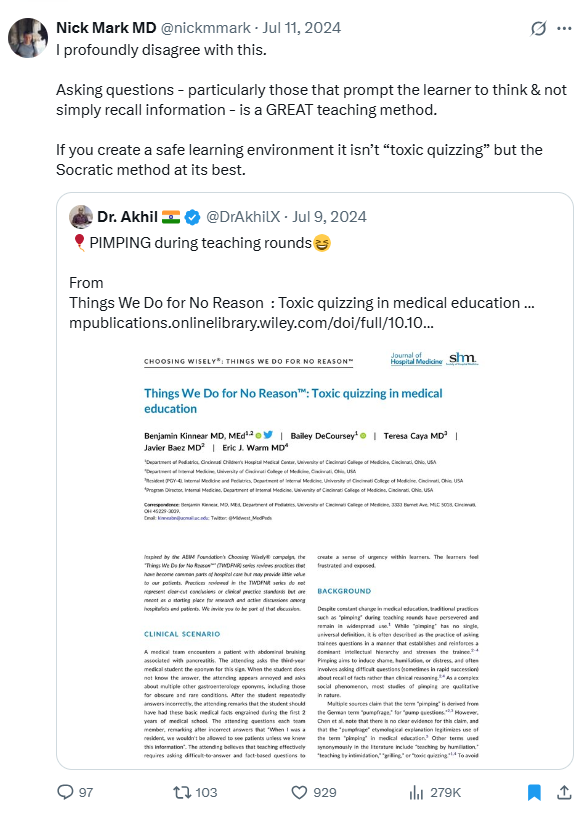 Nick Mark MD @nickmmark · Jul 11, 2024
I profoundly disagree with this.
Asking questions - particularly those that prompt the learner to think & not
simply recall information - is a GREAT teaching method.
If you create a safe learning environment it isn’t “toxic quizzing” but the
Socratic method at its best.
Dr. Akhil 🇮🇳 @DrAkhilX · Jul 9, 2024
🎈PIMPING during teaching rounds😆
From
Things We Do for No Reason : Toxic quizzing in medical education ...
mpublications.onlinelibrary.wiley.com/doi/full/10.10...
CHOOSING WISELY®: THINGS WE DO FOR NO REASON™
Journal of
Hospital Medicine
shm
Things We Do for No Reason™: Toxic quizzing in medical
education
Benjamin Kinnear MD, MEd1,2 | Bailey DeCoursey1 | Teresa Caya MD3 |
Javier Baez MD2 | Eric J. Warm MD4
1Department of Pediatrics, Cincinnati Children's Hospital Medical Center, University of Cincinnati College of Medicine, Cincinnati, Ohio, USA
2Department of Internal Medicine, University of Cincinnati College of Medicine, Cincinnati, Ohio, USA
3Resident (PGY-4), Internal Medicine and Pediatrics, Department of Internal Medicine, University of Cincinnati College of Medicine, Cincinnati, Ohio, USA
4Program Director, Internal Medicine, Department of Internal Medicine, University of Cincinnati College of Medicine, Cincinnati, Ohio, USA
Correspondence: Benjamin Kinnear, MD, MEd, Department of Pediatrics, University of Cincinnati College of Medicine, 3333 Burnet Ave, MLC 5018, Cincinnati,
OH 45229-3039.
Email: Twitter: @Midwest_MedPeds
Inspired by the ABIM Foundation's Choosing Wisely® campaign, the
"Things We Do for No Reason™" (TWDFNR) series reviews practices that
have become common parts of hospital care but may provide little value
to our patients. Practices reviewed in the TWDFNR series do not
represent clear-cut conclusions or clinical practice standards but are
meant as a starting place for research and active discussions among
hospitalists and patients. We invite you to be part of that discussion.
CLINICAL SCENARIO
A medical team encounters a patient with abdominal bruising
associated with pancreatitis. The attending asks the third-year
medical student the eponym for this sign. When the student does
not know the answer, the attending appears annoyed and asks
about multiple other gastroenterology eponyms, including those
for obscure and rare conditions. After the student repeatedly
answers incorrectly, the attending remarks that the student should
have had these basic medical facts engrained during the first 2
years of medical school. The attending questions each team
member, remarking after incorrect answers that "When I was a
resident, we wouldn't be allowed to see patients unless we knew
this information". The attending believes that teaching effectively
requires asking difficult-to-answer and fact-based questions to
create a sense of urgency within learners. The learners feel
frustrated and exposed.
BACKGROUND
Despite constant change in medical education, traditional practices
such as "pimping" during teaching rounds have persevered and
remain in widespread use.1 While "pimping" has no single,
universal definition, it is often described as the practice of asking
trainees questions in a manner that establishes and reinforces a
dominant intellectual hierarchy and stresses the trainee.2-4
Pimping aims to induce shame, humiliation, or distress, and often
involves asking difficult questions (sometimes in rapid succession)
about recall of facts rather than clinical reasoning.5,6 As a complex
social phenomenon, most studies of pimping are qualitative
in nature.
Multiple sources claim that the term "pimping" is derived from
the German term "pumpfrage," for "pump questions." However,
Chen et al. note that there is no clear evidence for this claim, and
that the "pumpfrage" etymological explanation legitimizes use of
the term "pimping" in medical education. Other terms used
synonymously in the literature include "teaching by humiliation,"
"teaching by intimidation," "grilling," or "toxic quizzing." To avoid
97
103
929
279K